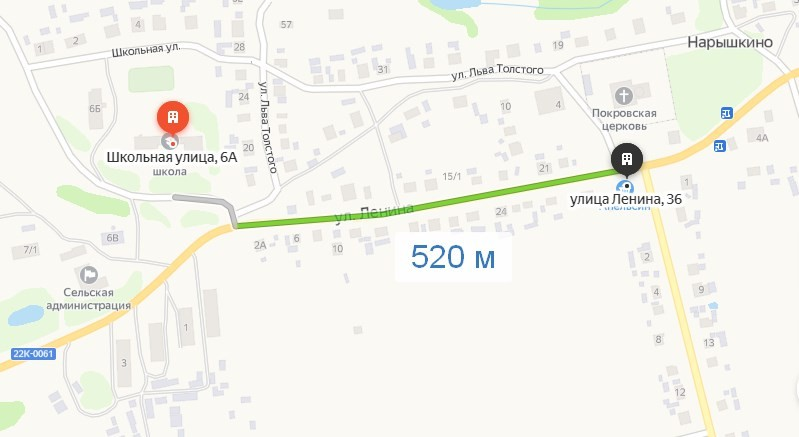 4
57
1
2
Школьная ул.
28
19
Нарышкино
ул. Льва Толстого
24
6Б
ул. Льва Толстого
10
4
Покровская
церковь
4А
Школьная улица, 6А
школа
20
15/1
21
улица Ленина, 36
ул. Ленина
24
2А
6
10
6В
7/1
520 м
Сельская
администрация
2
4
9
1
22К-0061
3
8
13